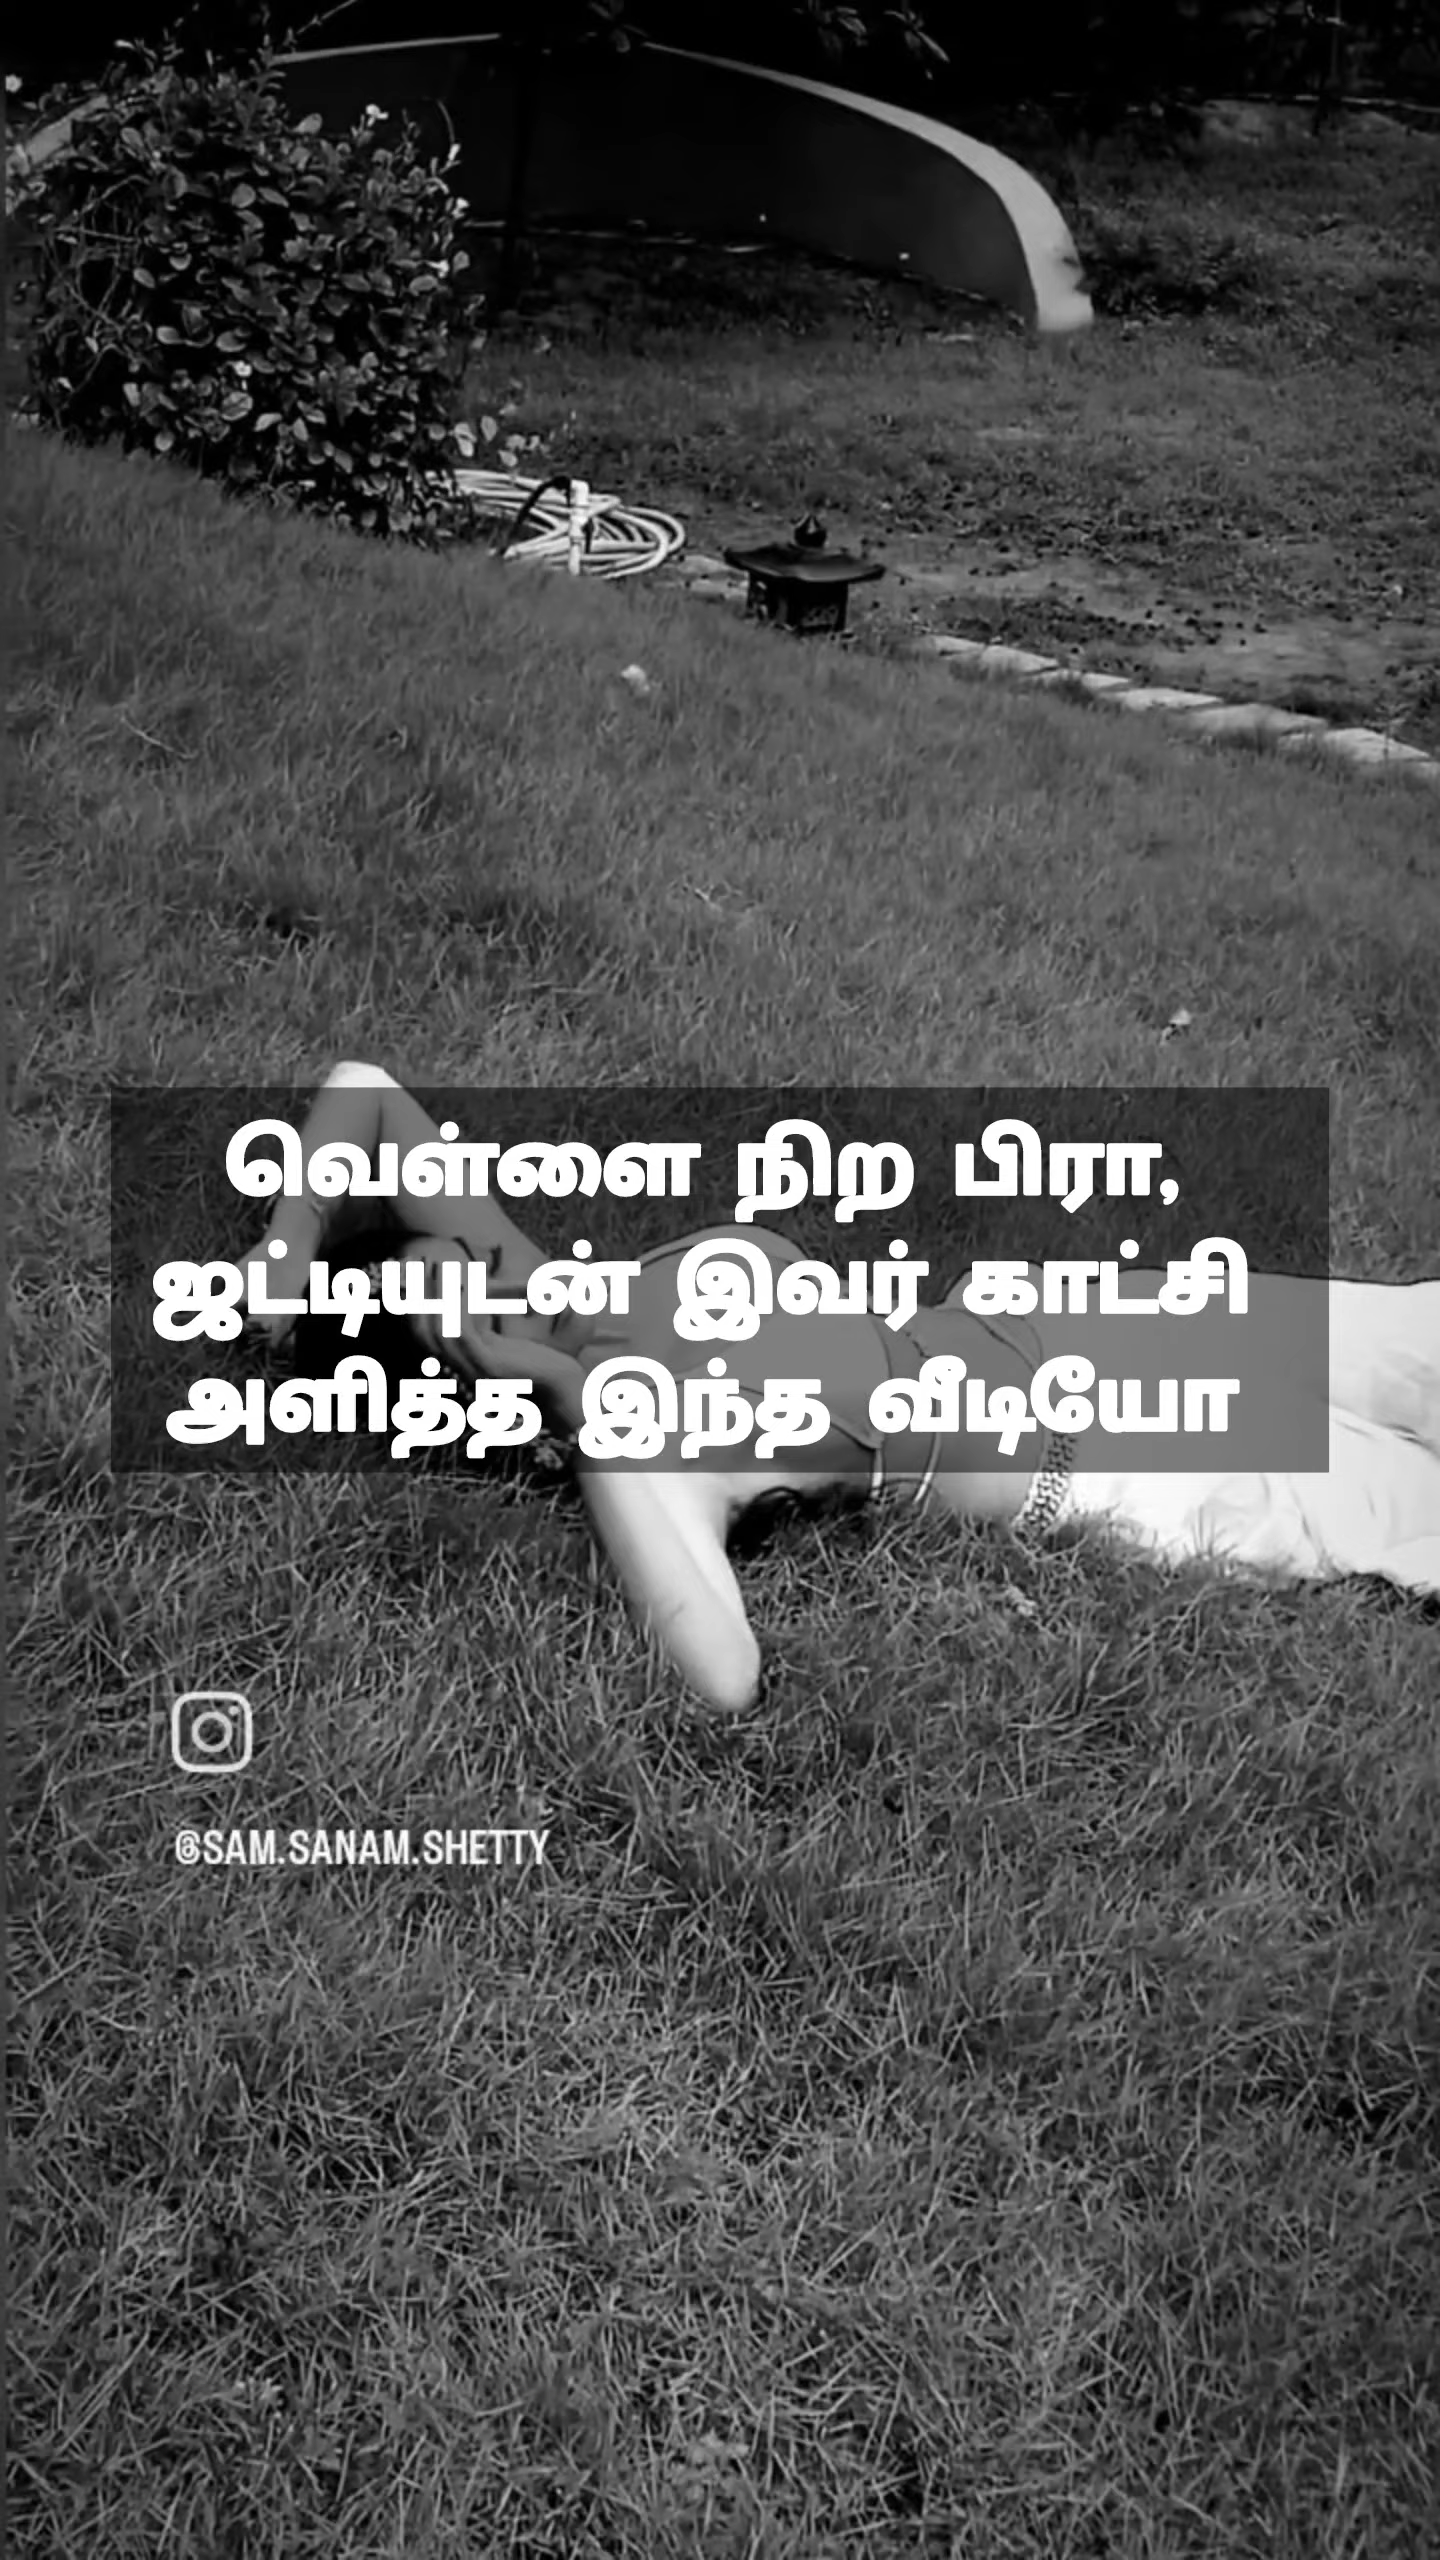 வெள்ளை நிற பிரா,
ஜட்டியுடன் இவர் காட்சி
அளித்த இந்த வீடியோ
@SAM.SANAM.SHETTY